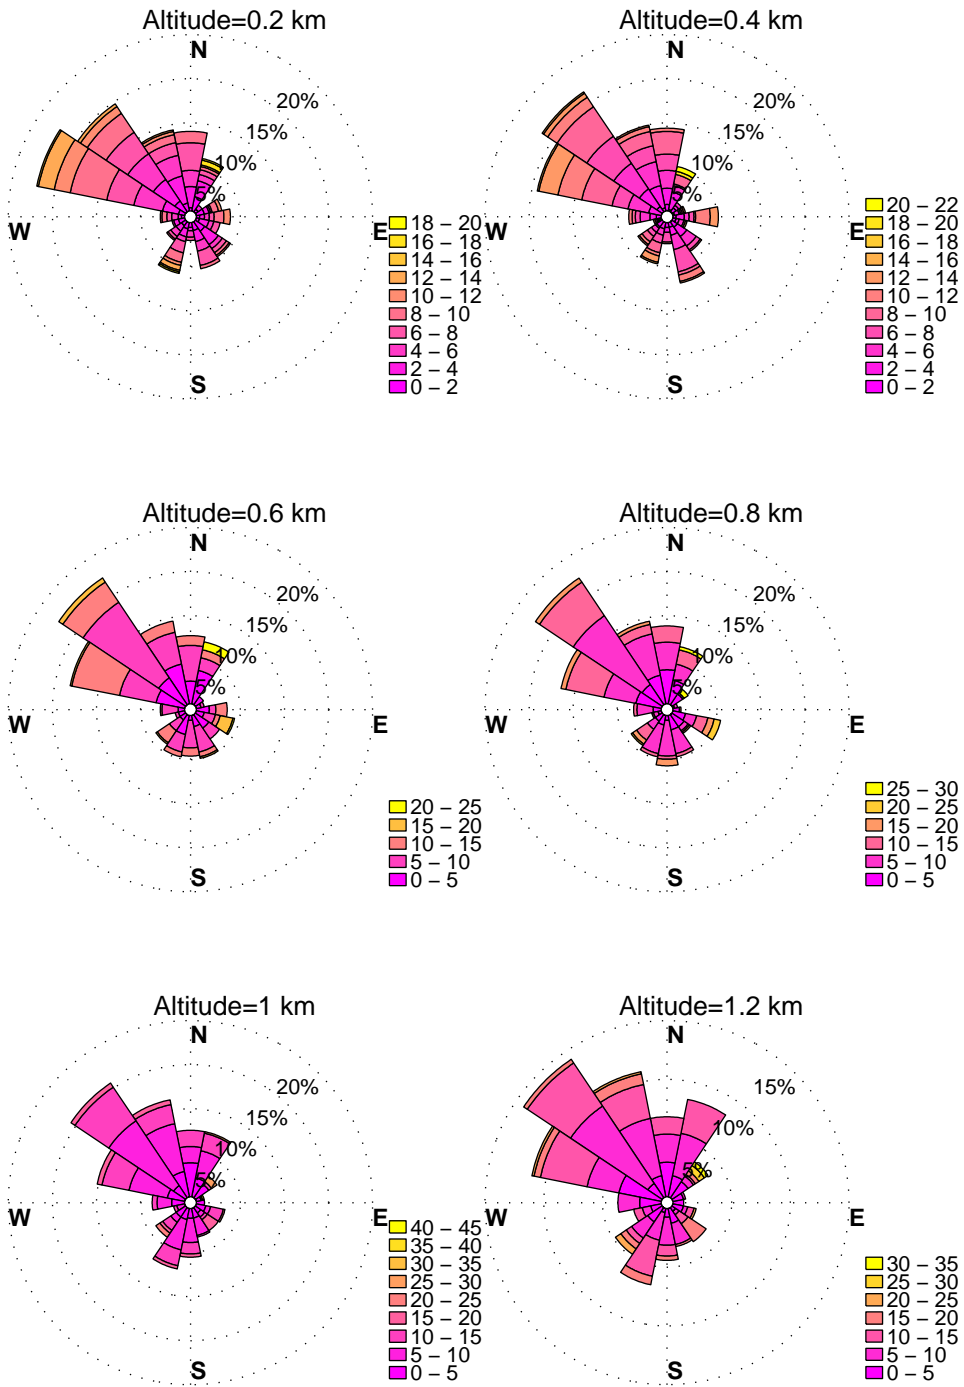 Altitude=0.2 km
N
20%
15%
10%
5%
W
E
S
18 – 20
16 – 18
14 – 16
12 – 14
10 – 12
8 – 10
6 – 8
4 – 6
2 – 4
0 – 2
Altitude=0.4 km
N
20%
15%
10%
5%
W
E
S
20 – 22
18 – 20
16 – 18
14 – 16
12 – 14
10 – 12
8 – 10
6 – 8
4 – 6
2 – 4
0 – 2
Altitude=0.6 km
N
20%
15%
10%
5%
W
E
S
20 – 25
15 – 20
10 – 15
5 – 10
0 – 5
Altitude=0.8 km
N
20%
15%
10%
5%
W
E
S
25 – 30
20 – 25
15 – 20
10 – 15
5 – 10
0 – 5
Altitude=1 km
N
20%
15%
10%
5%
W
E
S
40 – 45
35 – 40
30 – 35
25 – 30
20 – 25
15 – 20
10 – 15
5 – 10
0 – 5
Altitude=1.2 km
N
15%
10%
5%
W
E
S
30 – 35
25 – 30
20 – 25
15 – 20
10 – 15
5 – 10
0 – 5